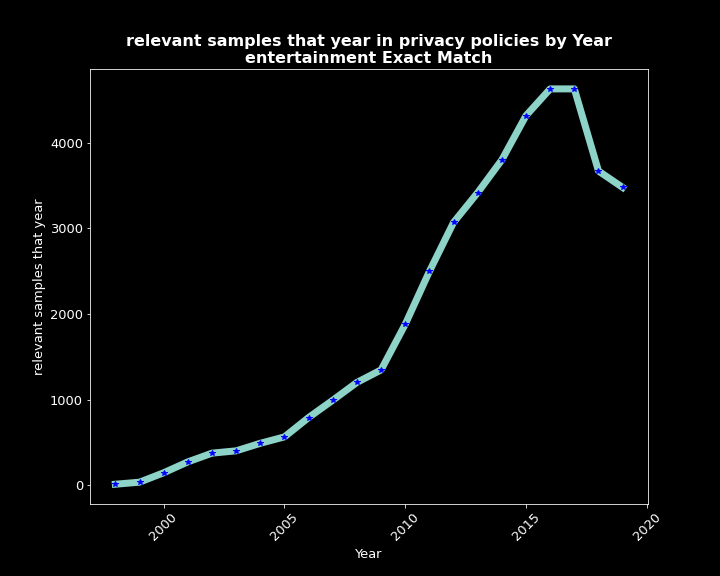 relevant samples that year in privacy policies by Year
entertainment Exact Match
relevant samples that year
4000
3000
2000
1000
0
2000
2005
2010
2015
2020
Year